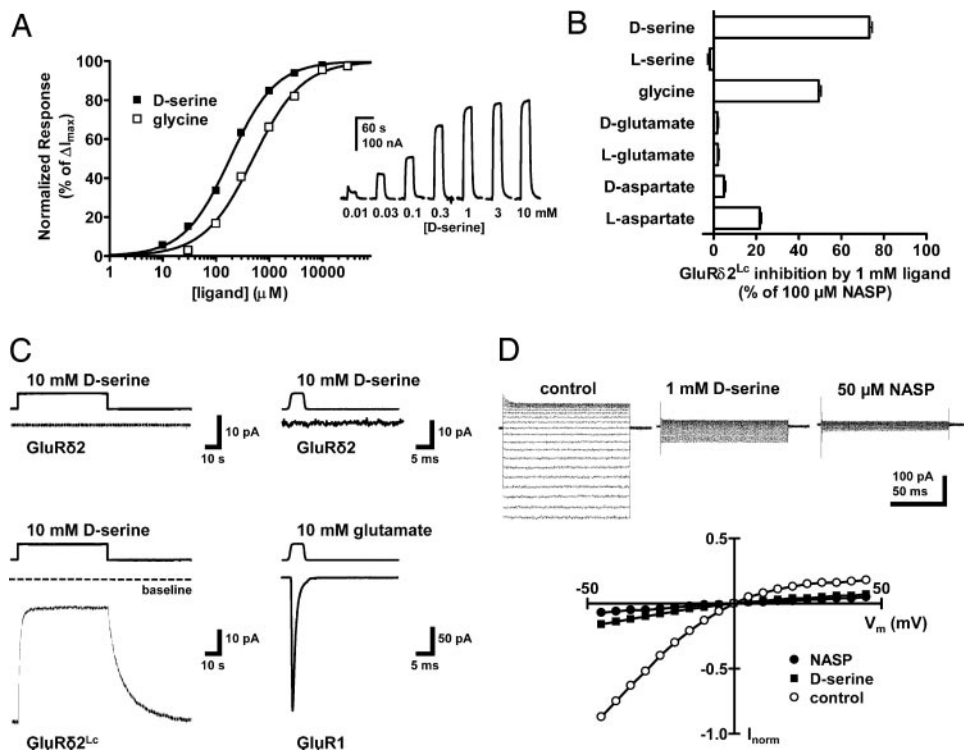 A
Normalized Response
(% of ΔImax)
100
80
60
40
20
0
D-serine
glycine
1
10
100
1000
10000
[ligand] (μM)
60 s
100 nA
0.01
0.03
0.1
0.3
1
3
10 mM
[D-serine]
B
D-serine
L-serine
glycine
D-glutamate
L-glutamate
D-aspartate
L-aspartate
0
20
40
60
80
100
GluRδ2Lc inhibition by 1 mM ligand
(% of 100 μM NASP)
C
10 mM D-serine
GluRδ2
10 pA
10 s
10 mM D-serine
GluRδ2
10 pA
5 ms
10 mM D-serine
baseline
10 pA
10 s
GluRδ2Lc
10 mM glutamate
50 pA
5 ms
GluR1
D
control
1 mM D-serine
50 μM NASP
100 pA
50 ms
0.5
-50
50
Vm (mV)
-0.5
-1.0
Inorm
NASP
D-serine
control